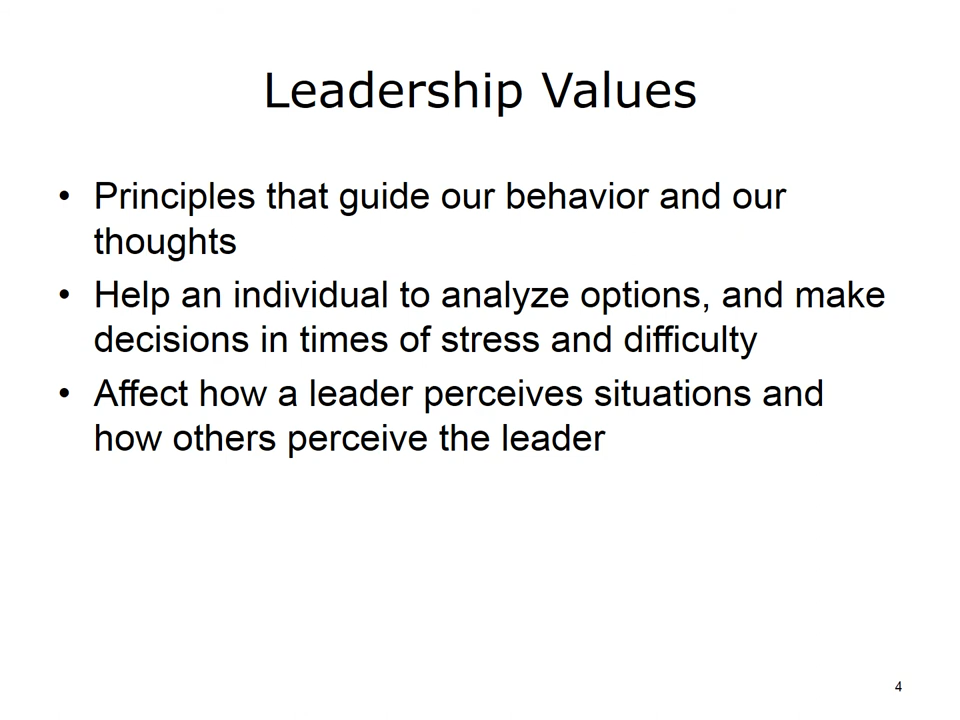 Leadership Values
• Principles that guide our behavior and our
thoughts
• Help an individual to analyze options, and make
decisions in times of stress and difficulty
• Affect how a leader perceives situations and
how others perceive the leader
4